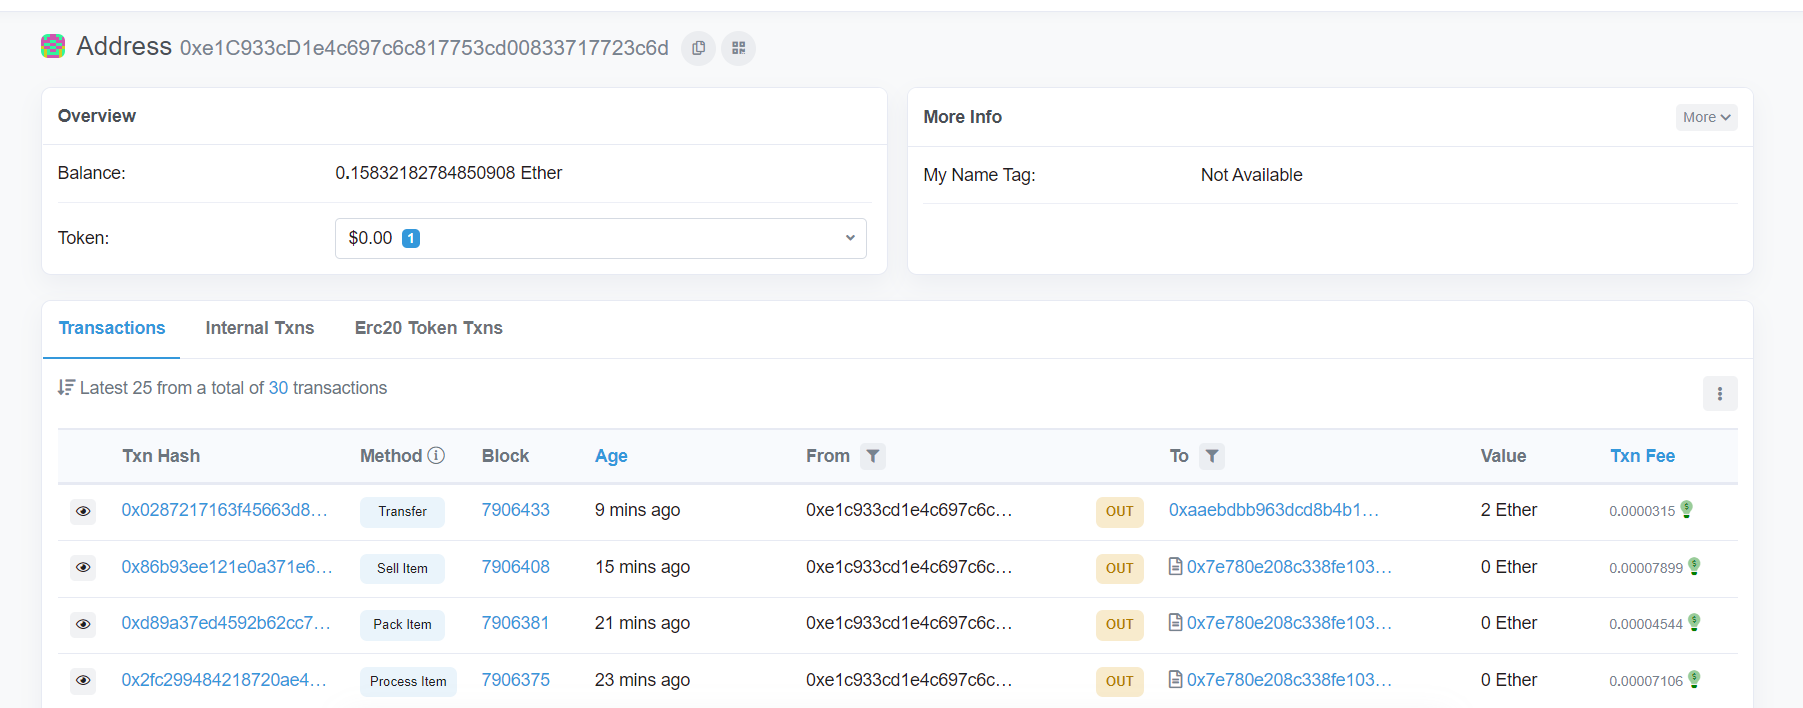 Address 0xe1C933cD1e4c697c6c817753cd00833717723c6d
Overview
Balance: 0.15832182784850908 Ether
Token: $0.00 1
More Info More
My Name Tag: Not Available
Transactions Internal Txns Erc20 Token Txns
Latest 25 from a total of 30 transactions
Txn Hash Method Block Age From To Value Txn Fee
0x0287217163f45663d8... Transfer 7906433 9 mins ago 0xe1c933cd1e4c697c6c... OUT 0xaaebdbb963dcd8b4b1... 2 Ether 0.0000315
0x86b93ee121e0a371e6... Sell Item 7906408 15 mins ago 0xe1c933cd1e4c697c6c... OUT 0x7e780e208c338fe103... 0 Ether 0.00007899
0xd89a37ed4592b62cc7... Pack Item 7906381 21 mins ago 0xe1c933cd1e4c697c6c... OUT 0x7e780e208c338fe103... 0 Ether 0.00004544
0x2fc299484218720ae4... Process Item 7906375 23 mins ago 0xe1c933cd1e4c697c6c... OUT 0x7e780e208c338fe103... 0 Ether 0.00007106